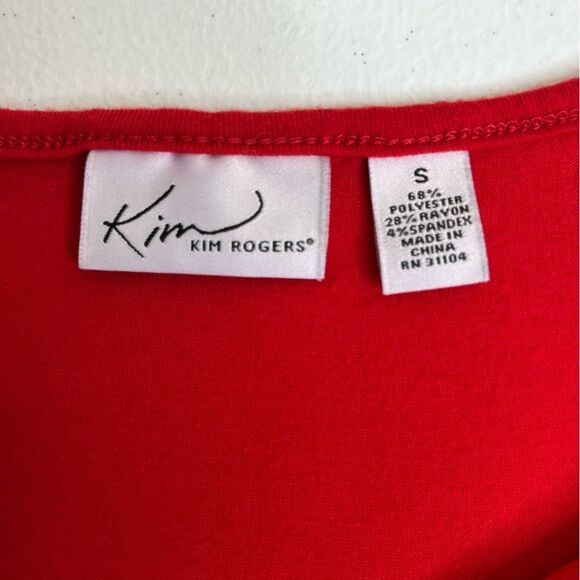 Kim
KIM ROGERS®
S
68%
POLYESTER
28% RAYON
4% SPANDEX
MADE IN
CHINA
RN 31104